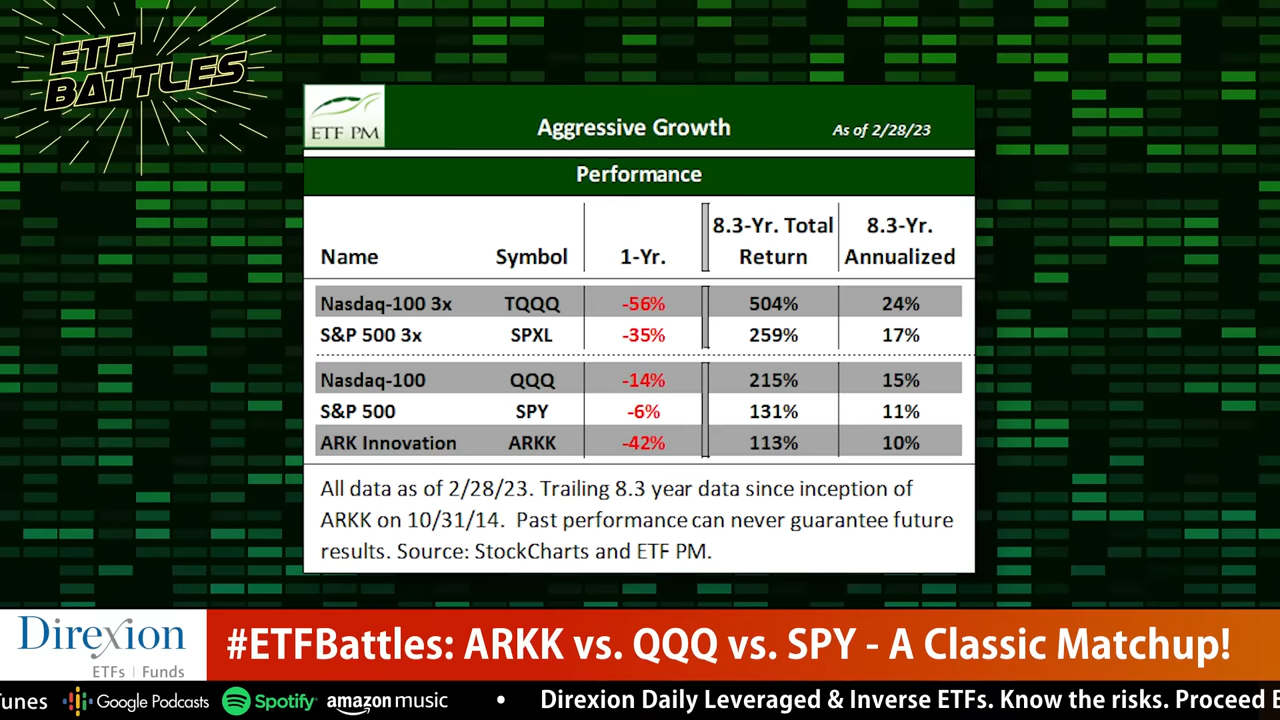 ETF
BATTLES
ETF PM
Aggressive Growth
As of 2/28/23
Performance
Name Symbol 1-Yr. 8.3-Yr. Total Return 8.3-Yr. Annualized
Nasdaq-100 3x TQQQ -56% 504% 24%
S&P 500 3x SPXL -35% 259% 17%
Nasdaq-100 QQQ -14% 215% 15%
S&P 500 SPY -6% 131% 11%
ARK Innovation ARKK -42% 113% 10%
All data as of 2/28/23. Trailing 8.3 year data since inception of
ARKK on 10/31/14. Past performance can never guarantee future
results. Source: StockCharts and ETF PM.
Direxion
ETFs | Funds
#ETFBattles: ARKK vs. QQQ vs. SPY - A Classic Matchup!
Tunes Google Podcasts Spotify amazon music • Direxion Daily Leveraged & Inverse ETFs. Know the risks. Proceed